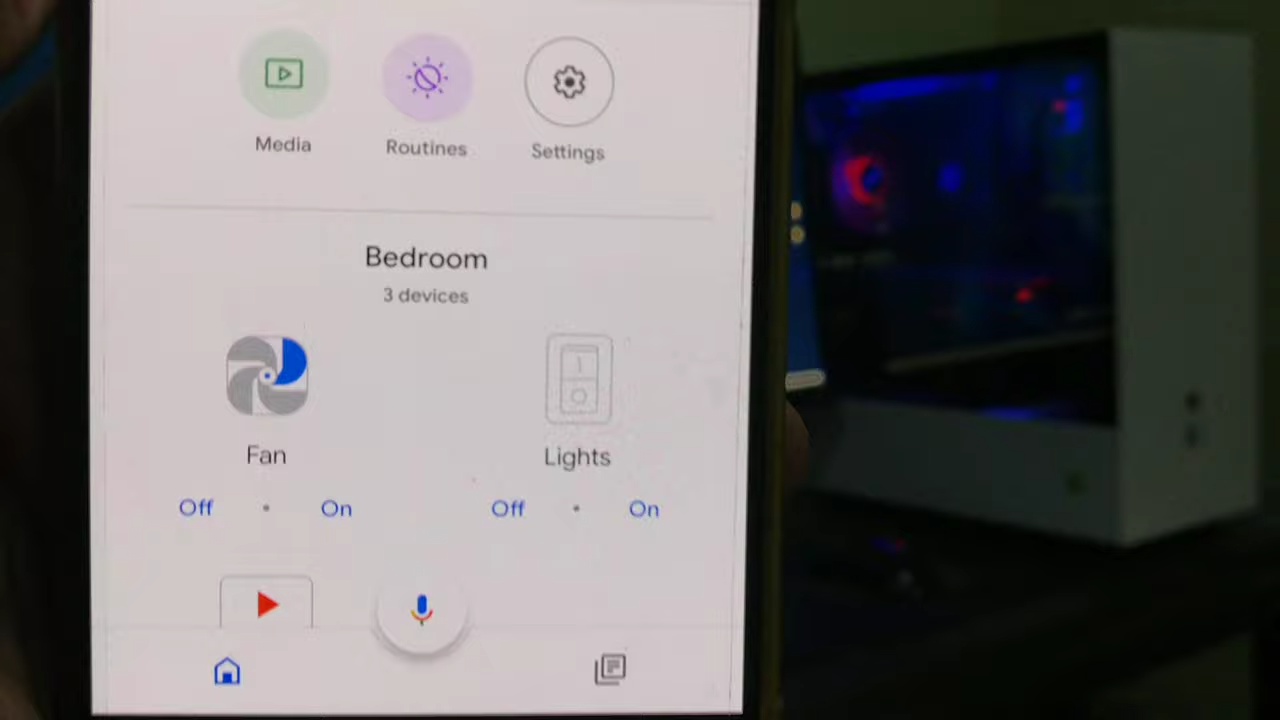 Media Routines Settings
Bedroom
3 devices
Fan Lights
Off • On Off • On